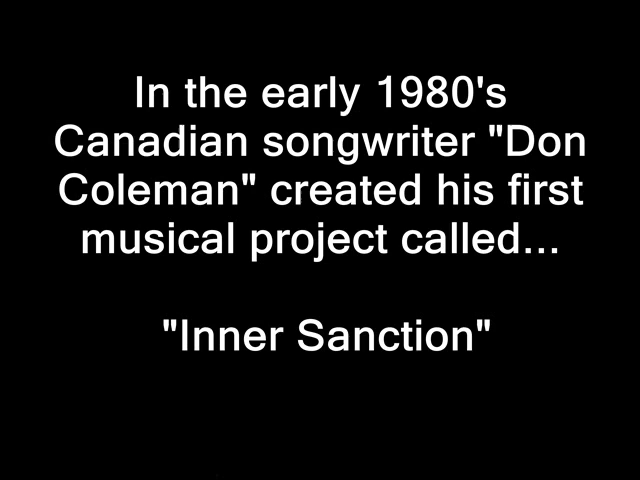 In the early 1980's
Canadian songwriter "Don
Coleman" created his first
musical project called...
"Inner Sanction"